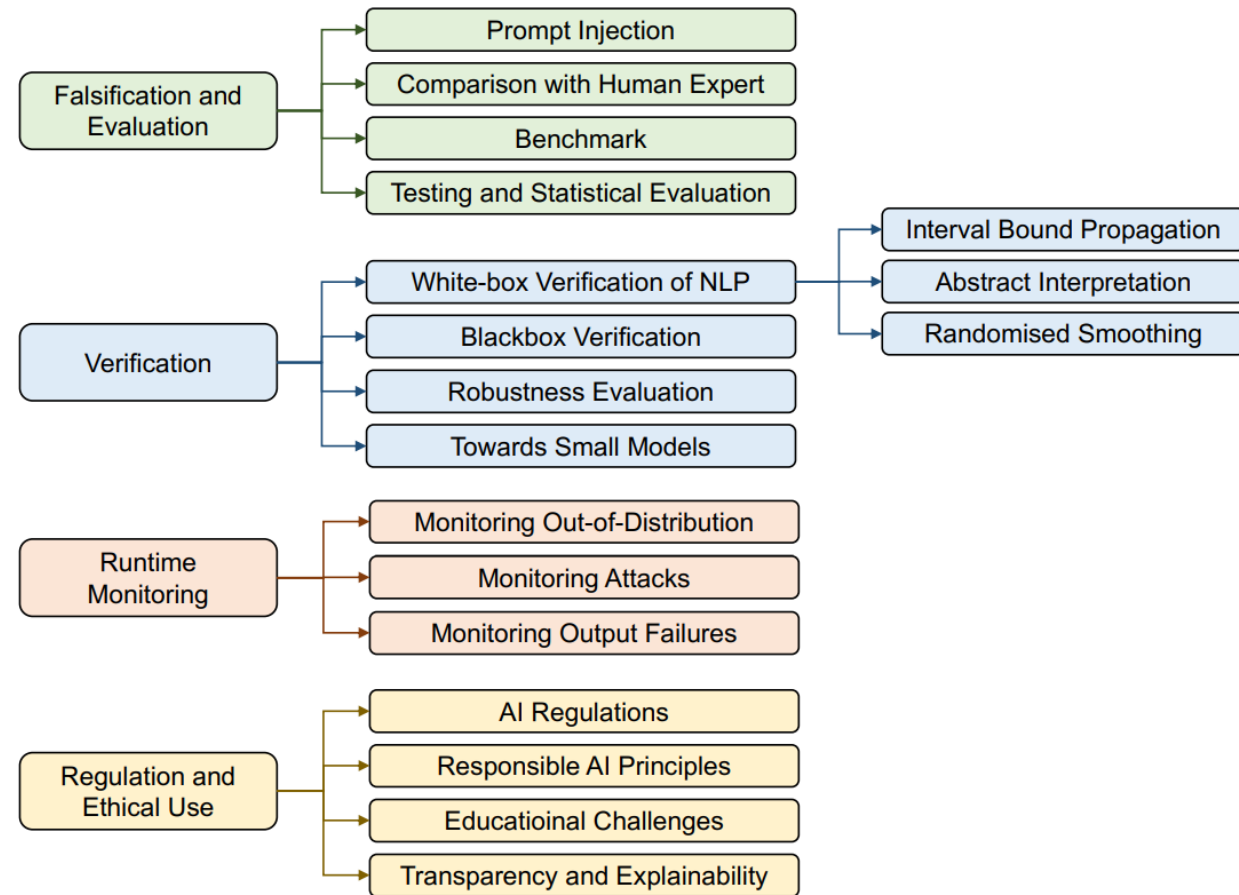 Falsification and
Evaluation
Prompt Injection
Comparison with Human Expert
Benchmark
Testing and Statistical Evaluation
Verification
White-box Verification of NLP
Blackbox Verification
Robustness Evaluation
Towards Small Models
Interval Bound Propagation
Abstract Interpretation
Randomised Smoothing
Runtime
Monitoring
Monitoring Out-of-Distribution
Monitoring Attacks
Monitoring Output Failures
Regulation and
Ethical Use
AI Regulations
Responsible AI Principles
Educatioinal Challenges
Transparency and Explainability